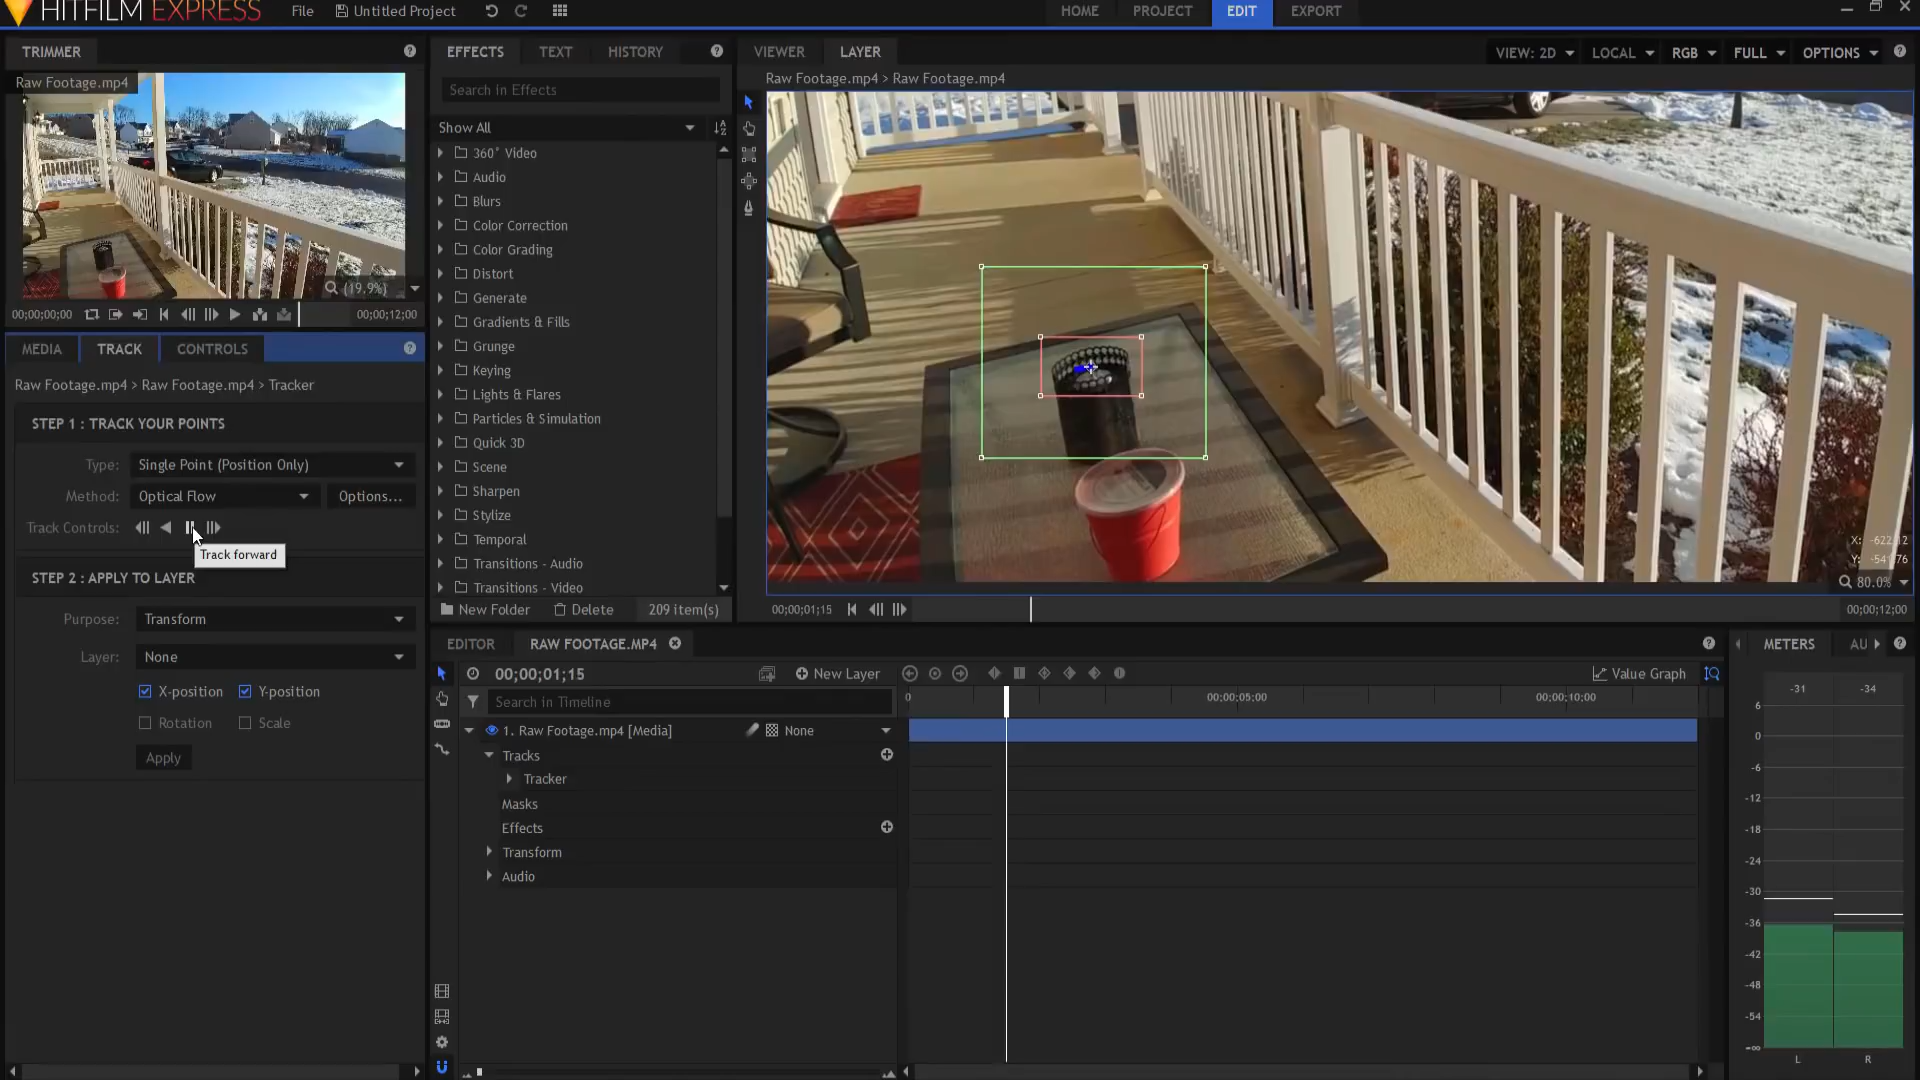 HITFILM EXPRESS
File
Untitled Project
HOME
PROJECT
EDIT
EXPORT
TRIMMER
Raw Footage.mp4
(19.9%)
00;00;00;00
00;00;12;00
MEDIA
TRACK
CONTROLS
Raw Footage.mp4 > Raw Footage.mp4 > Tracker
STEP 1 : TRACK YOUR POINTS
Type: Single Point (Position Only)
Method: Optical Flow Options...
Track Controls:
Track forward
STEP 2 : APPLY TO LAYER
Purpose: Transform
Layer: None
X-position Y-position
Rotation Scale
Apply
EFFECTS
TEXT
HISTORY
Search in Effects
Show All
360° Video
Audio
Blurs
Color Correction
Color Grading
Distort
Generate
Gradients & Fills
Grunge
Keying
Lights & Flares
Particles & Simulation
Quick 3D
Scene
Sharpen
Stylize
Temporal
Transitions - Audio
Transitions - Video
New Folder Delete 209 item(s)
VIEWER
LAYER
VIEW: 2D LOCAL RGB FULL OPTIONS
Raw Footage.mp4 > Raw Footage.mp4
80.0%
00;00;01;15
00;00;12;00
EDITOR
RAW FOOTAGE.MP4
00;00;01;15
New Layer
Value Graph
Search in Timeline
0 00;00;05;00 00;00;10;00
1. Raw Footage.mp4 [Media] None
Tracks
Tracker
Masks
Effects
Transform
Audio
METERS
AU
-31 -34
6
0
-6
-12
-18
-24
-30
-36
-42
-48
-54
-∞
L R